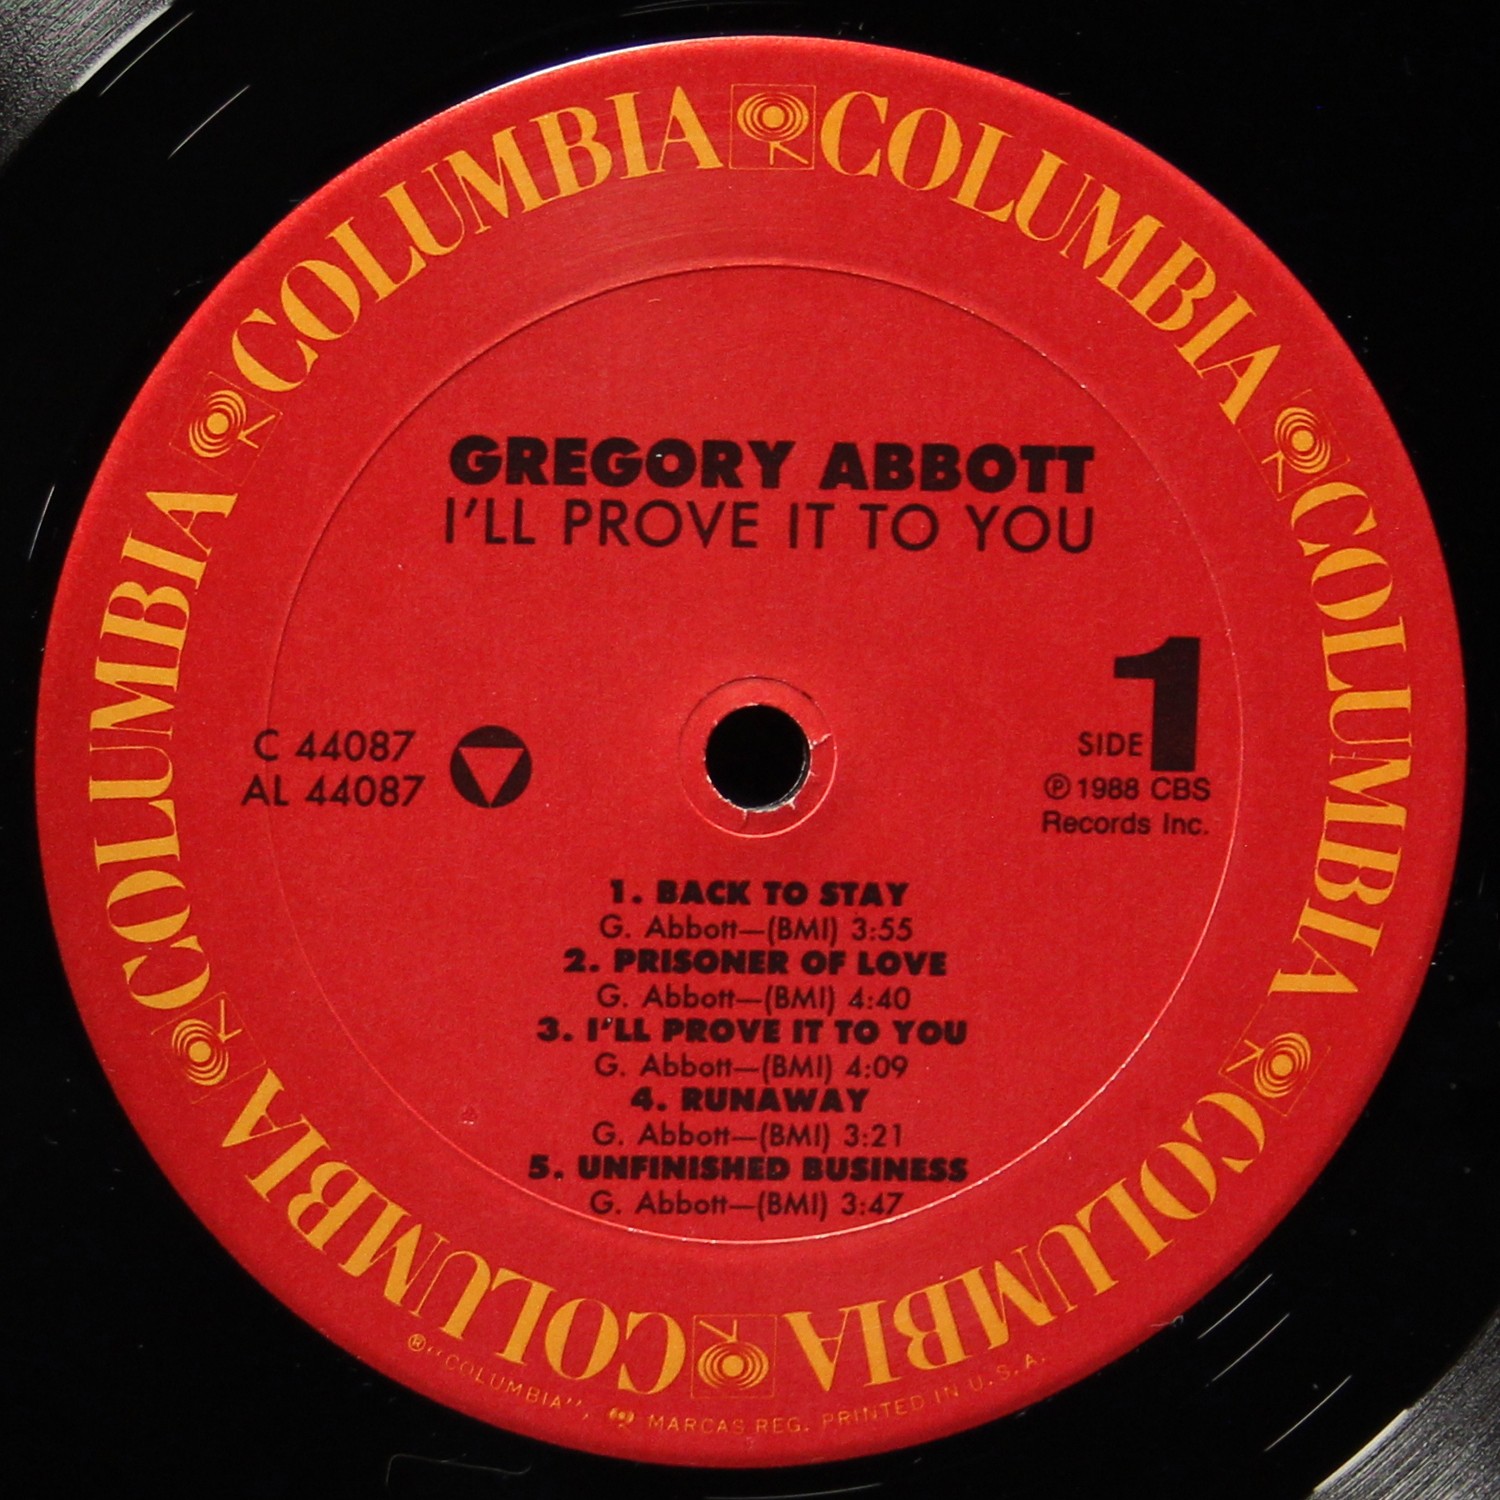 COLUMBIA COLUMBIA COLUMBIA COLUMBIA COLUMBIA COLUMBIA
GREGORY ABBOTT
I'LL PROVE IT TO YOU
C 44087
AL 44087
SIDE 1
℗ 1988 CBS
Records Inc.
1. BACK TO STAY
G. Abbott—(BMI) 3:55
2. PRISONER OF LOVE
G. Abbott—(BMI) 4:40
3. I'LL PROVE IT TO YOU
G. Abbott—(BMI) 4:09
4. RUNAWAY
G. Abbott—(BMI) 3:21
5. UNFINISHED BUSINESS
G. Abbott—(BMI) 3:47
® "COLUMBIA", MARCAS REG. PRINTED IN U.S.A.